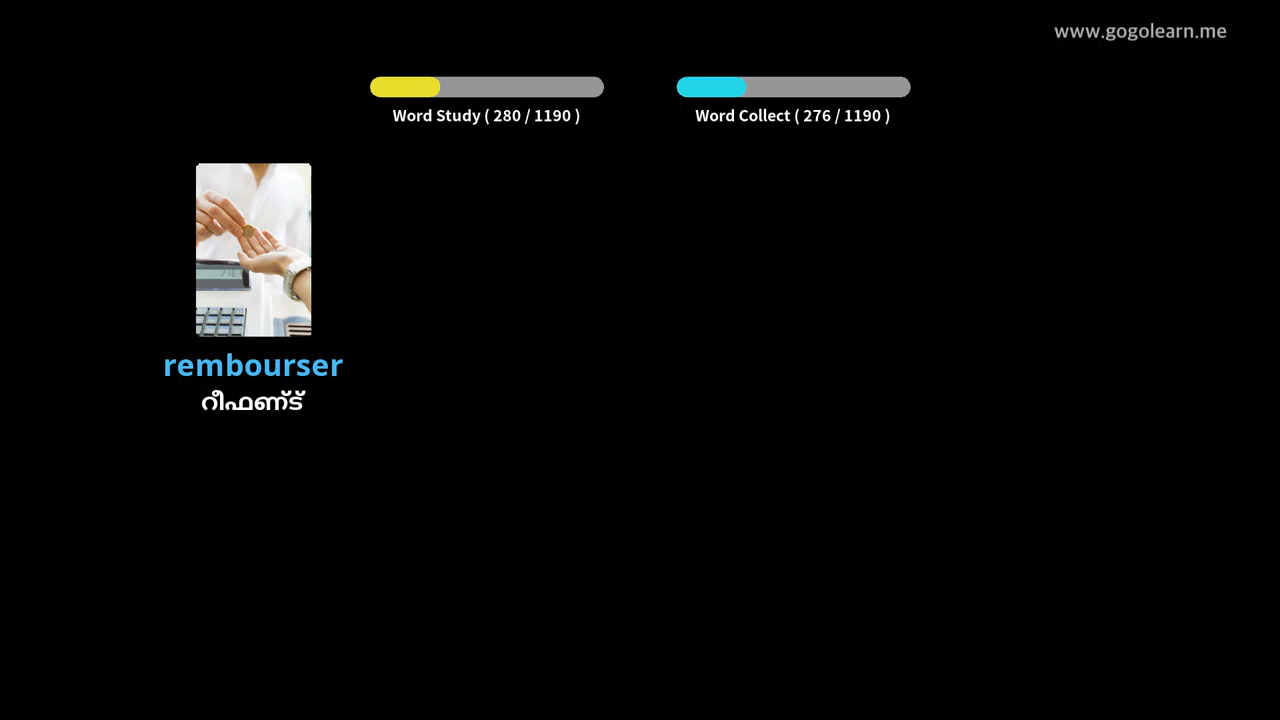 www.gogolearn.me
Word Study ( 280 / 1190 )
Word Collect ( 276 / 1190 )
rembourser
റീഫണ്ട്